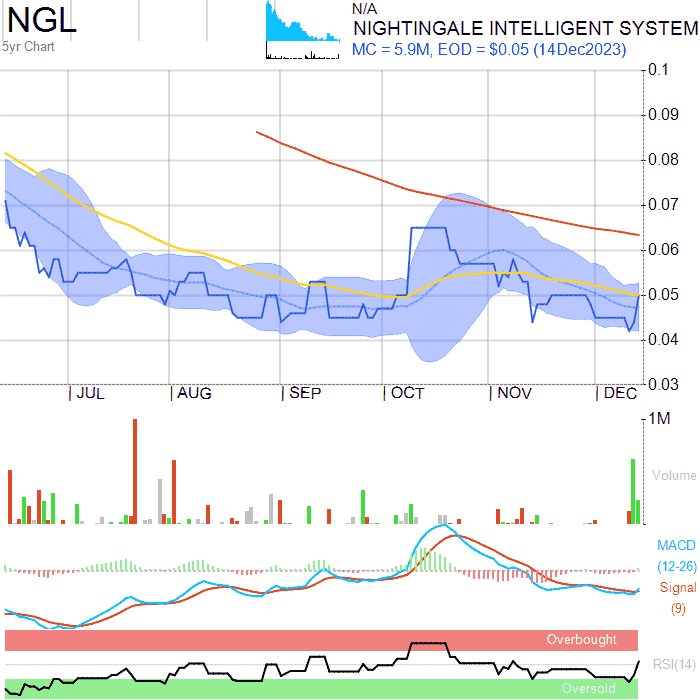 NGL
5yr Chart
N/A
NIGHTINGALE INTELLIGENT SYSTEM
MC = 5.9M, EOD = $0.05 (14Dec2023)
0.1
0.09
0.08
0.07
0.06
0.05
0.04
0.03
JUL AUG SEP OCT NOV DEC
1M
Volume
MACD
(12-26)
Signal
(9)
Overbought
RSI(14)
Oversold